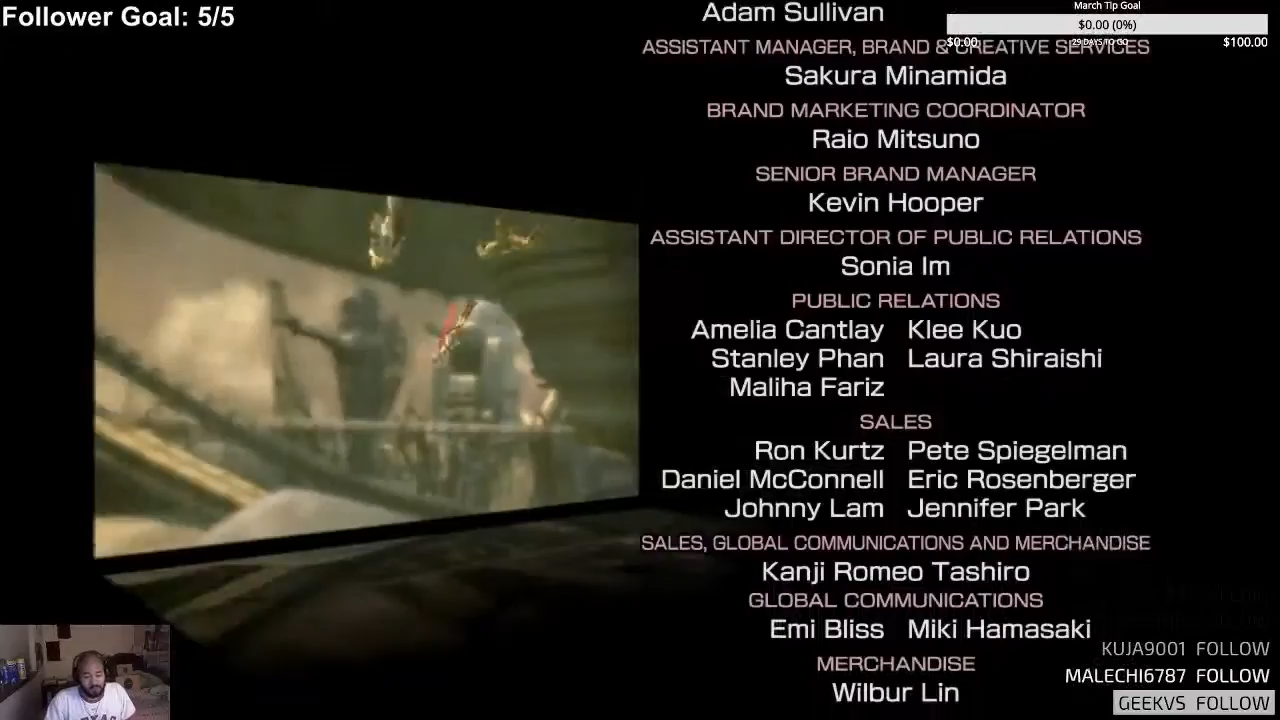 Follower Goal: 5/5
March Tip Goal
$0.00 (0%)
$0.00 29 DAYS TO GO $100.00
Adam Sullivan
ASSISTANT MANAGER, BRAND & CREATIVE SERVICES
Sakura Minamida
BRAND MARKETING COORDINATOR
Raio Mitsuno
SENIOR BRAND MANAGER
Kevin Hooper
ASSISTANT DIRECTOR OF PUBLIC RELATIONS
Sonia Im
PUBLIC RELATIONS
Amelia Cantlay Klee Kuo
Stanley Phan Laura Shiraishi
Maliha Fariz
SALES
Ron Kurtz Pete Spiegelman
Daniel McConnell Eric Rosenberger
Johnny Lam Jennifer Park
SALES, GLOBAL COMMUNICATIONS AND MERCHANDISE
Kanji Romeo Tashiro
GLOBAL COMMUNICATIONS
Emi Bliss Miki Hamasaki
MERCHANDISE
Wilbur Lin
KUJA9001 FOLLOW
MALECHI6787 FOLLOW
GEEKVS FOLLOW